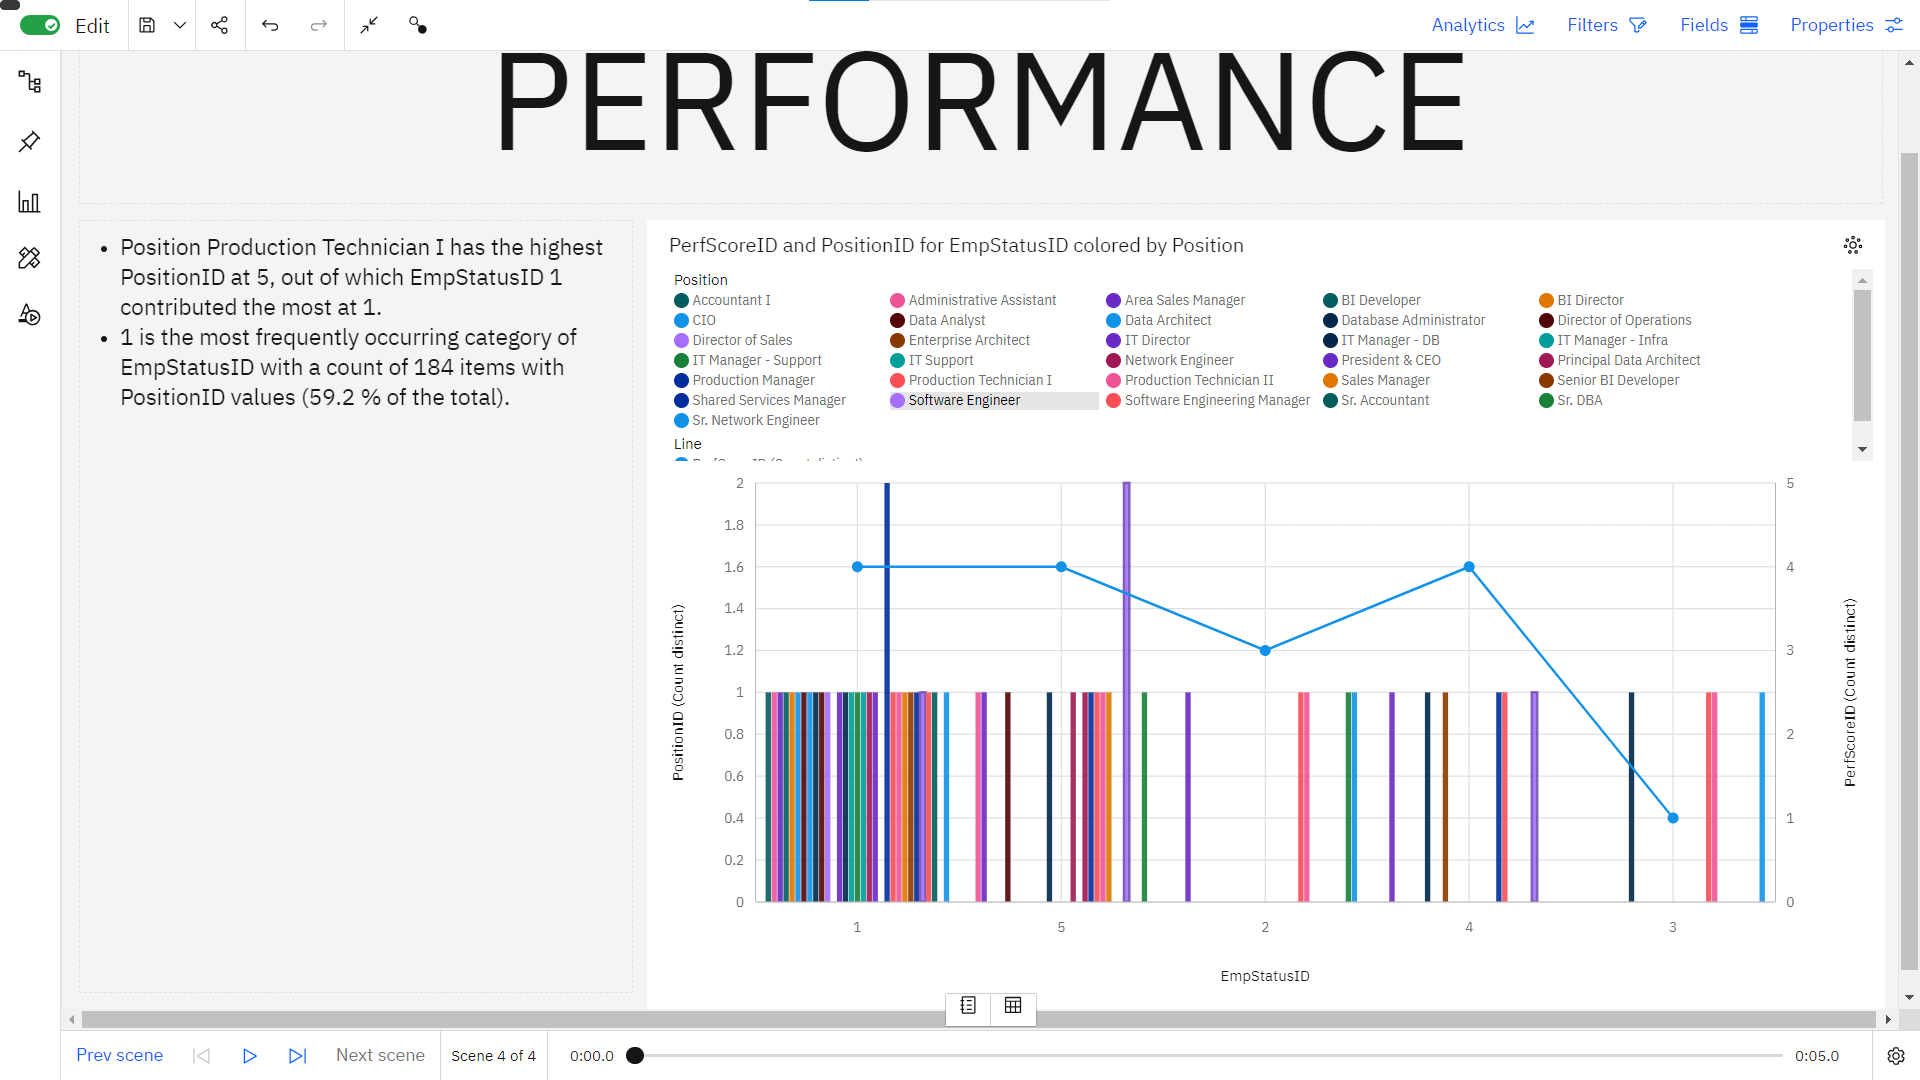 Edit
Analytics
Filters
Fields
Properties
PERFORMANCE
Position Production Technician I has the highest
PositionID at 5, out of which EmpStatusID 1
contributed the most at 1.
1 is the most frequently occurring category of
EmpStatusID with a count of 184 items with
PositionID values (59.2 % of the total).
PerfScoreID and PositionID for EmpStatusID colored by Position
Position
Accountant I
Administrative Assistant
Area Sales Manager
BI Developer
BI Director
CIO
Data Analyst
Data Architect
Database Administrator
Director of Operations
Director of Sales
Enterprise Architect
IT Director
IT Manager - DB
IT Manager - Infra
IT Manager - Support
IT Support
Network Engineer
President & CEO
Principal Data Architect
Production Manager
Production Technician I
Production Technician II
Sales Manager
Senior BI Developer
Shared Services Manager
Software Engineer
Software Engineering Manager
Sr. Accountant
Sr. DBA
Sr. Network Engineer
Line
PositionID (Count distinct)
2
1.8
1.6
1.4
1.2
1
0.8
0.6
0.4
0.2
0
5
4
3
2
1
0
PerfScoreID (Count distinct)
1
5
2
4
3
EmpStatusID
Prev scene
Next scene
Scene 4 of 4
0:00.0
0:05.0